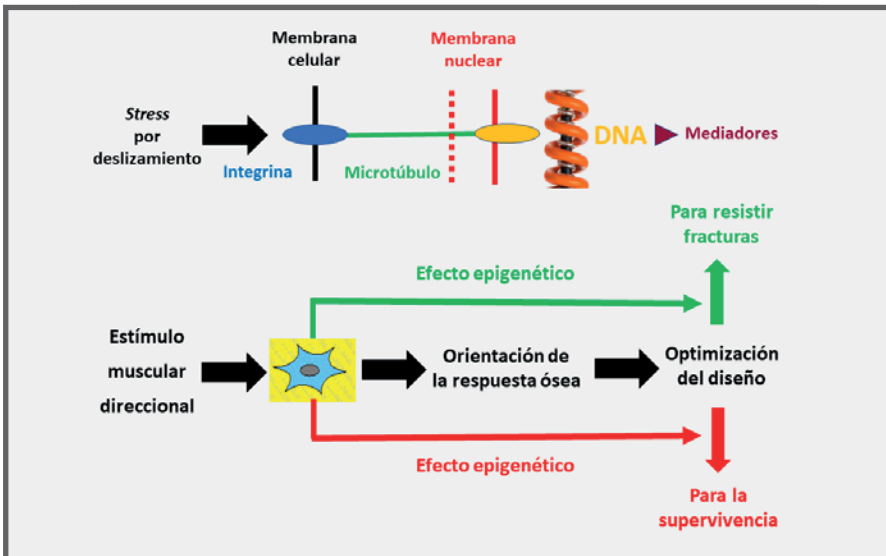 Membrana
celular
Membrana
nuclear
Stress
por
deslizamiento
Integrina
Microtúbulo
DNA
Mediadores
Para resistir
fracturas
Efecto epigenético
Estímulo
muscular
direccional
Orientación de
la respuesta ósea
Optimización
del diseño
Efecto epigenético
Para la
supervivencia